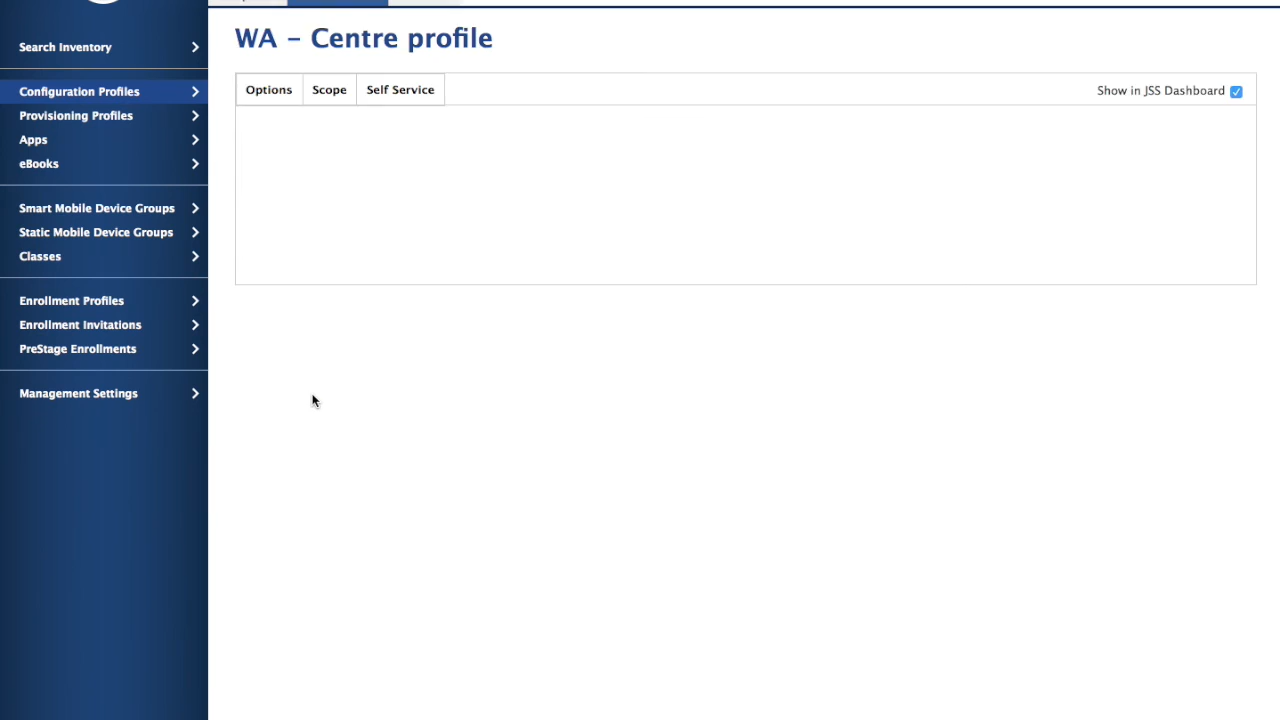 Search Inventory
Configuration Profiles
Provisioning Profiles
Apps
eBooks
Smart Mobile Device Groups
Static Mobile Device Groups
Classes
Enrollment Profiles
Enrollment Invitations
PreStage Enrollments
Management Settings
WA – Centre profile
Options Scope Self Service Show in JSS Dashboard